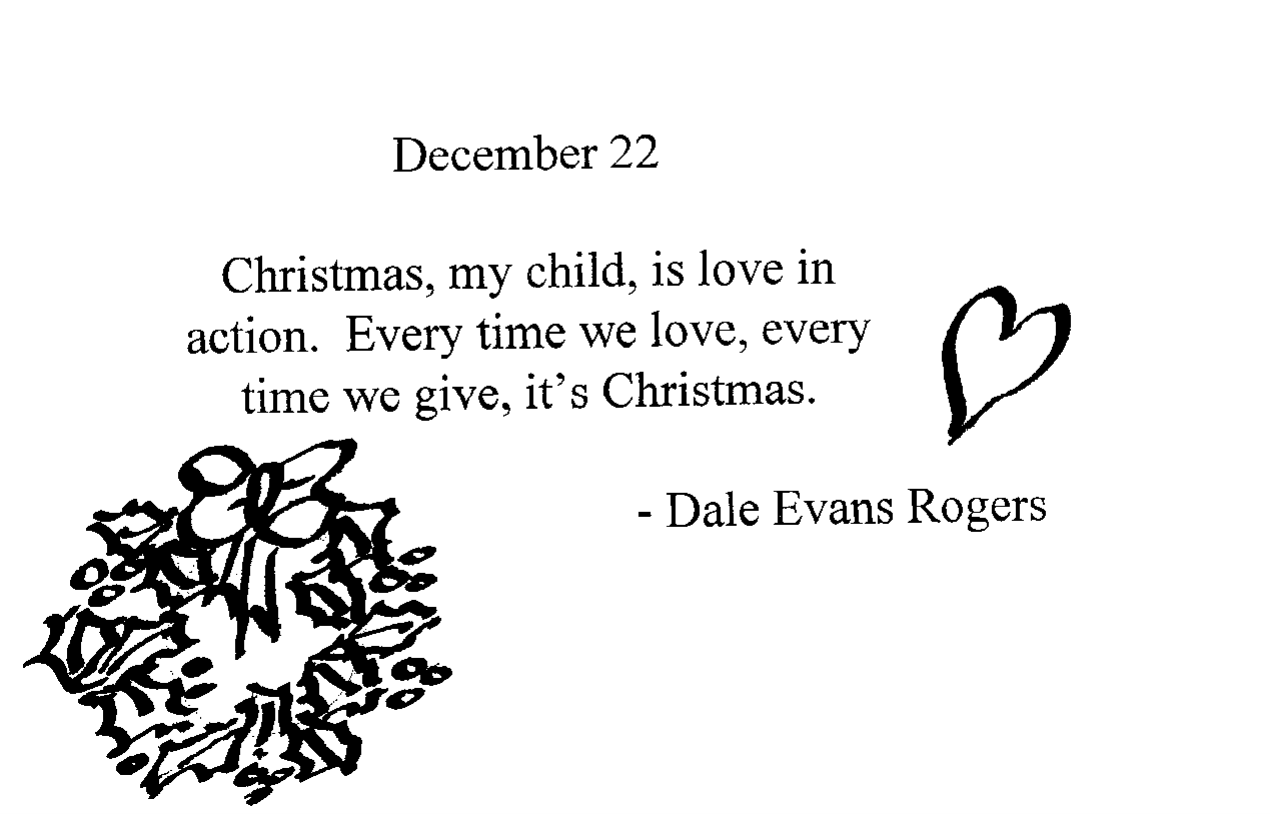 December 22
Christmas, my child, is love in
action.  Every time we love, every
time we give, it’s Christmas.
- Dale Evans Rogers